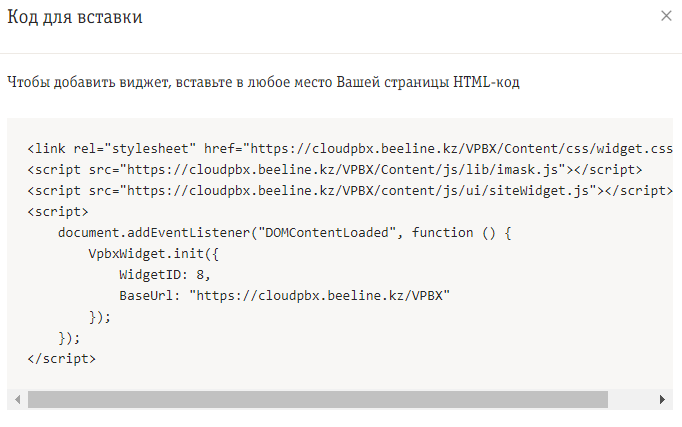 Код для вставки
Чтобы добавить виджет, вставьте в любое место Вашей страницы HTML-код
<link rel="stylesheet" href="https://cloudpbx.beeline.kz/VPBX/Content/css/widget.css
<script src="https://cloudpbx.beeline.kz/VPBX/Content/js/lib/imask.js"></script>
<script src="https://cloudpbx.beeline.kz/VPBX/content/js/ui/siteWidget.js"></script>
<script>
    document.addEventListener("DOMContentLoaded", function () {
        VpbxWidget.init({
            WidgetID: 8,
            BaseUrl: "https://cloudpbx.beeline.kz/VPBX"
        });
    });
</script>